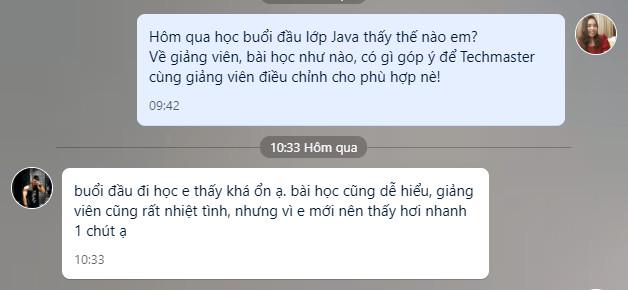 Hôm qua học buổi đầu lớp Java thấy thế nào em?
Về giảng viên, bài học như nào, có gì góp ý để Techmaster
cùng giảng viên điều chỉnh cho phù hợp nè!
09:42
10:33 Hôm qua
buổi đầu đi học e thấy khá ổn ạ. bài học cũng dễ hiểu, giảng
viên cũng rất nhiệt tình, nhưng vì e mới nên thấy hơi nhanh
1 chút ạ
10:33